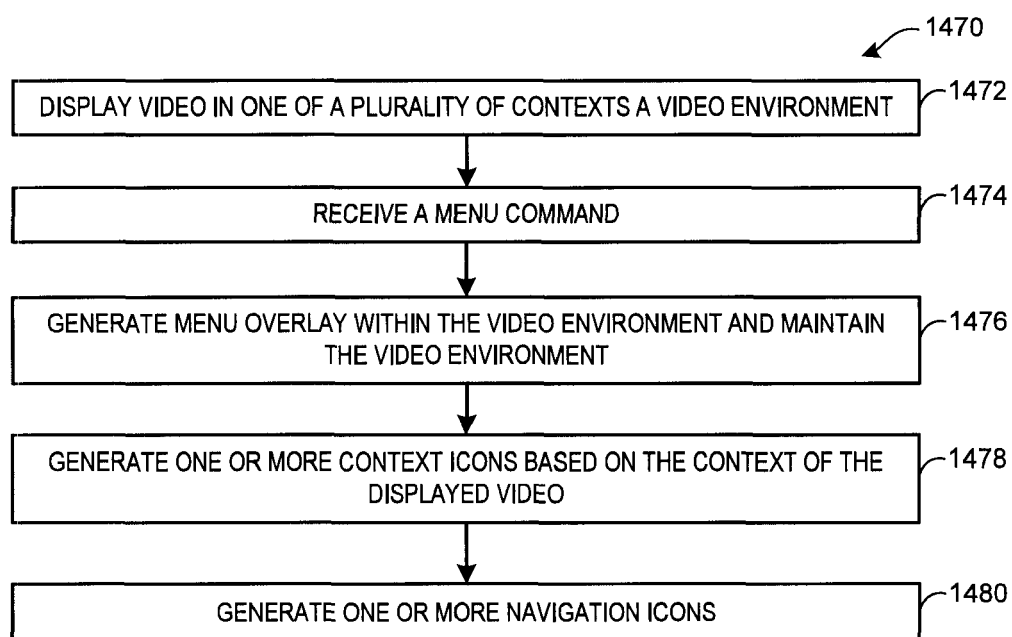 1470
DISPLAY VIDEO IN ONE OF A PLURALITY OF CONTEXTS A VIDEO ENVIRONMENT
1472
RECEIVE A MENU COMMAND
1474
GENERATE MENU OVERLAY WITHIN THE VIDEO ENVIRONMENT AND MAINTAIN
THE VIDEO ENVIRONMENT
1476
GENERATE ONE OR MORE CONTEXT ICONS BASED ON THE CONTEXT OF THE
DISPLAYED VIDEO
1478
GENERATE ONE OR MORE NAVIGATION ICONS
1480